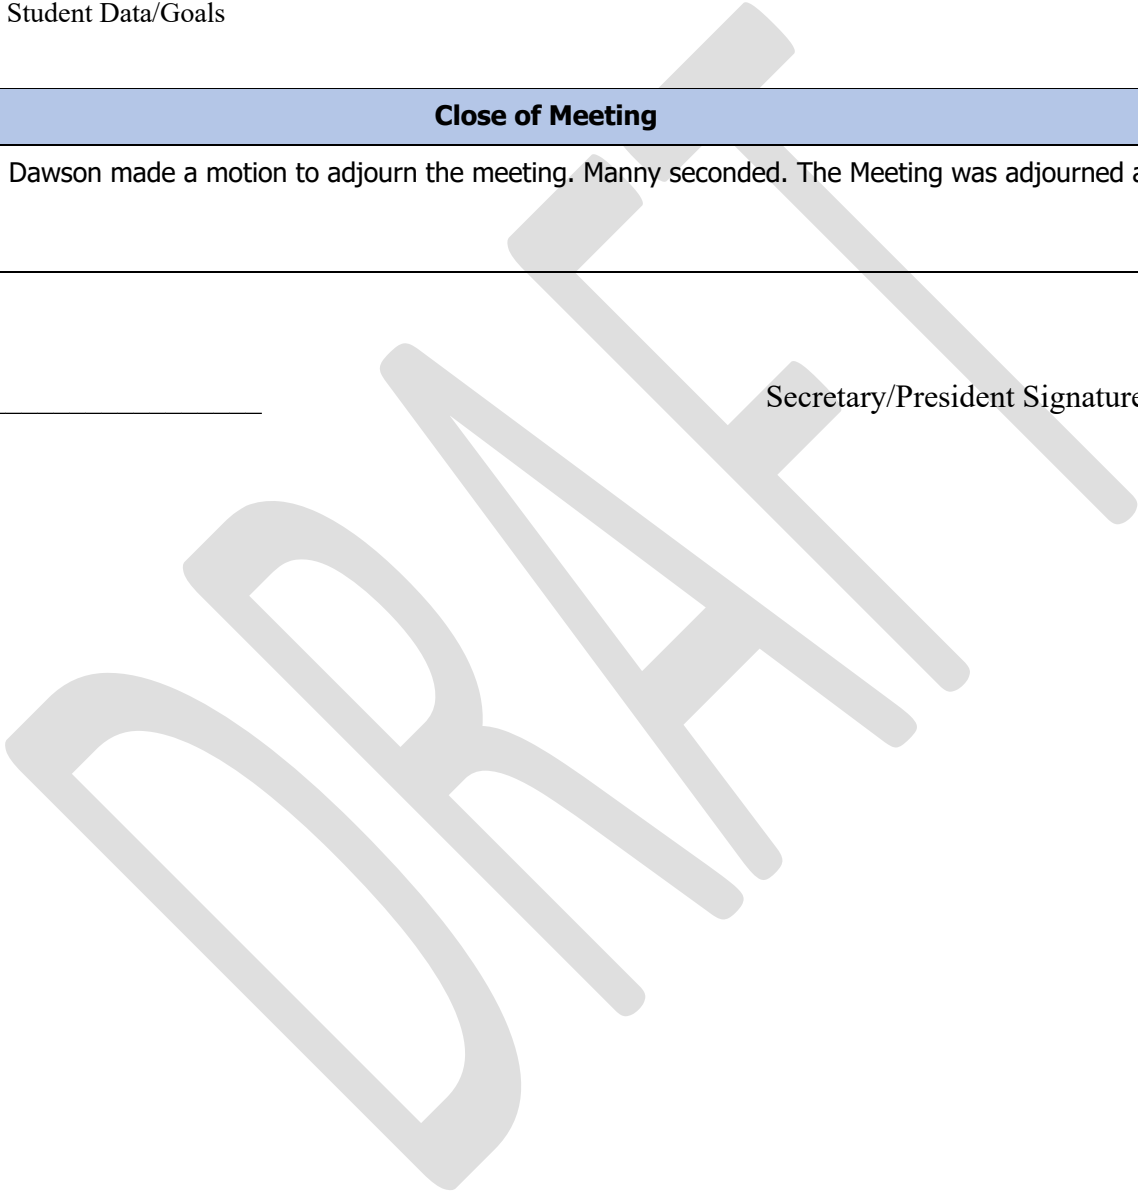 Student Data/Goals
Close of Meeting
Dawson made a motion to adjourn the meeting. Manny seconded. The Meeting was adjourned a
Secretary/President Signature
DRAFT